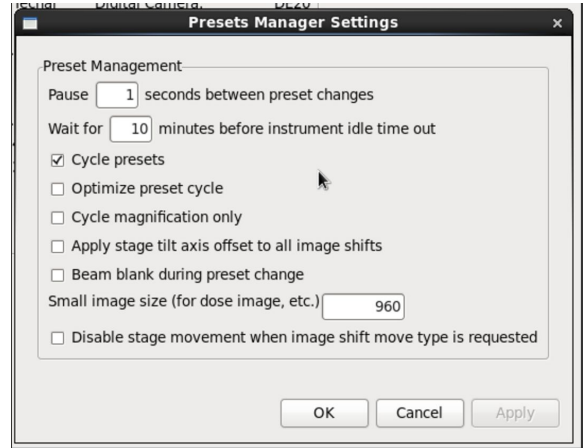 Digital Camera:
Presets Manager Settings
Preset Management
Pause 1 seconds between preset changes
Wait for 10 minutes before instrument idle time out
Cycle presets
Optimize preset cycle
Cycle magnification only
Apply stage tilt axis offset to all image shifts
Beam blank during preset change
Small image size (for dose image, etc.) 960
Disable stage movement when image shift move type is requested
OK Cancel Apply